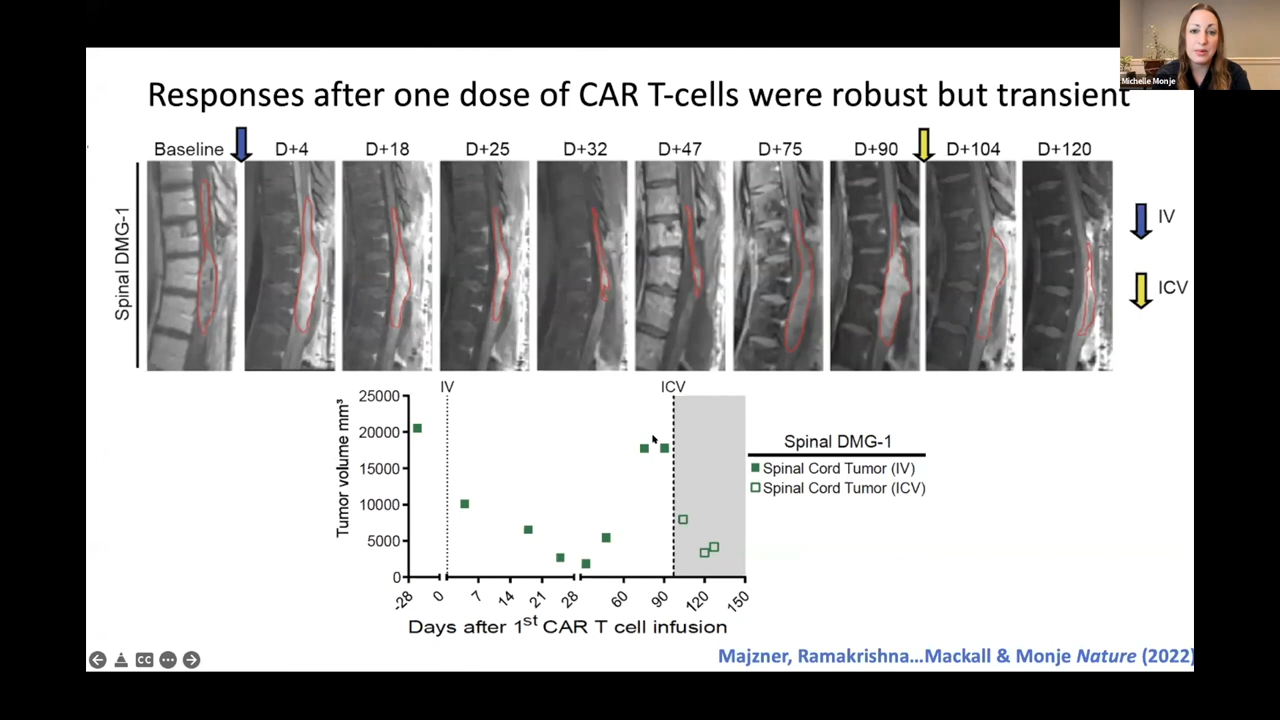 Michelle Monje
Responses after one dose of CAR T-cells were robust but transient
Baseline D+4 D+18 D+25 D+32 D+47 D+75 D+90 D+104 D+120
Spinal DMG-1
IV
ICV
IV ICV
Tumor volume mm³
25000
20000
15000
10000
5000
0
-28 0 7 14 21 28 60 90 120 150
Days after 1st CAR T cell infusion
Spinal DMG-1
Spinal Cord Tumor (IV)
Spinal Cord Tumor (ICV)
Majzner, Ramakrishna...Mackall & Monje Nature (2022)
CC